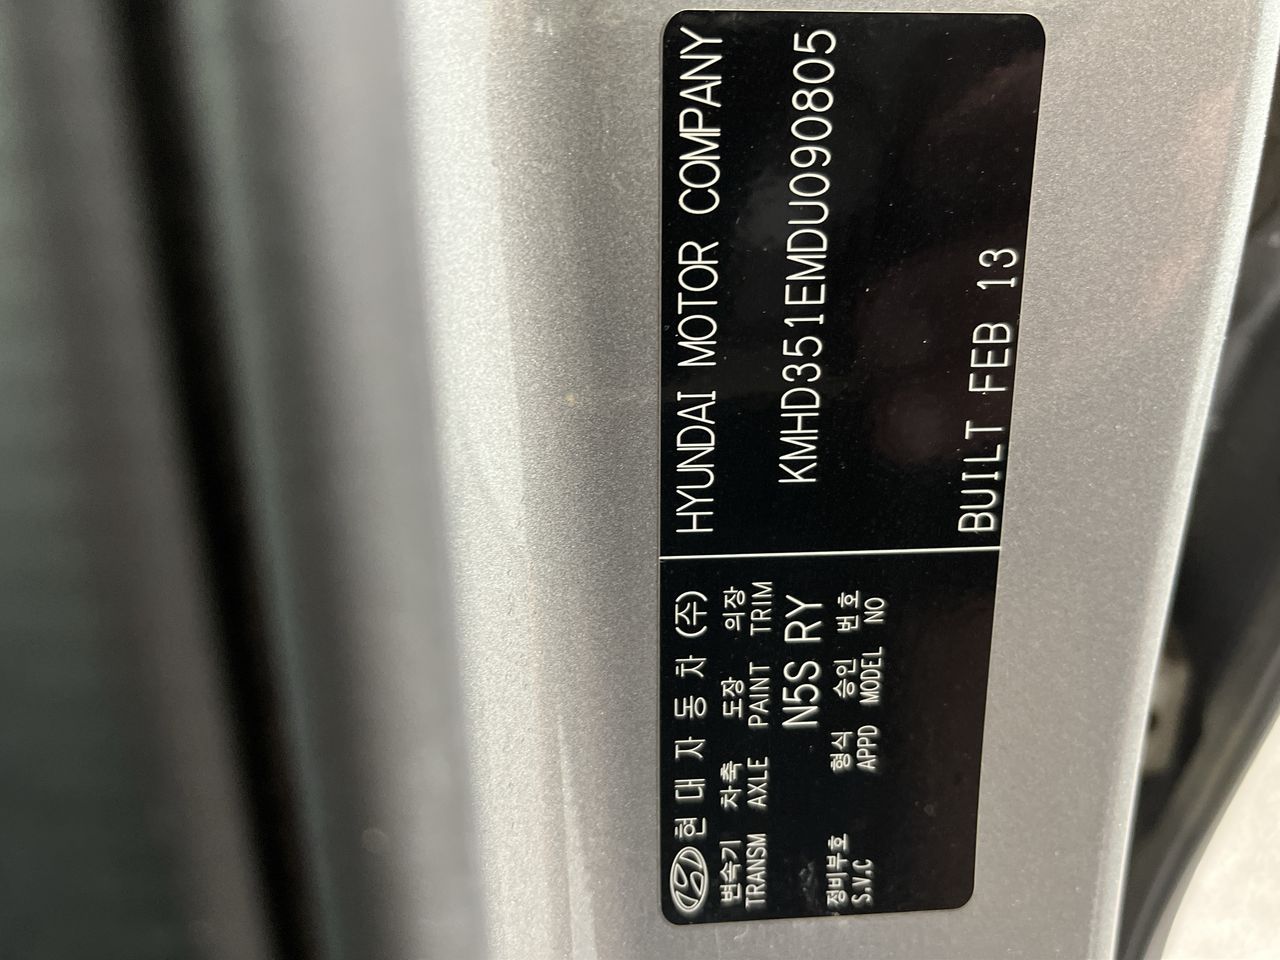 현대자동차(주)
변속기 차축 도장 의장
TRANSM AXLE PAINT TRIM
N5S RY
정비부호 형식 승인 번호
S.V.C APPD MODEL NO
HYUNDAI MOTOR COMPANY
KMHD351EMDU090805
BUILT FEB 13